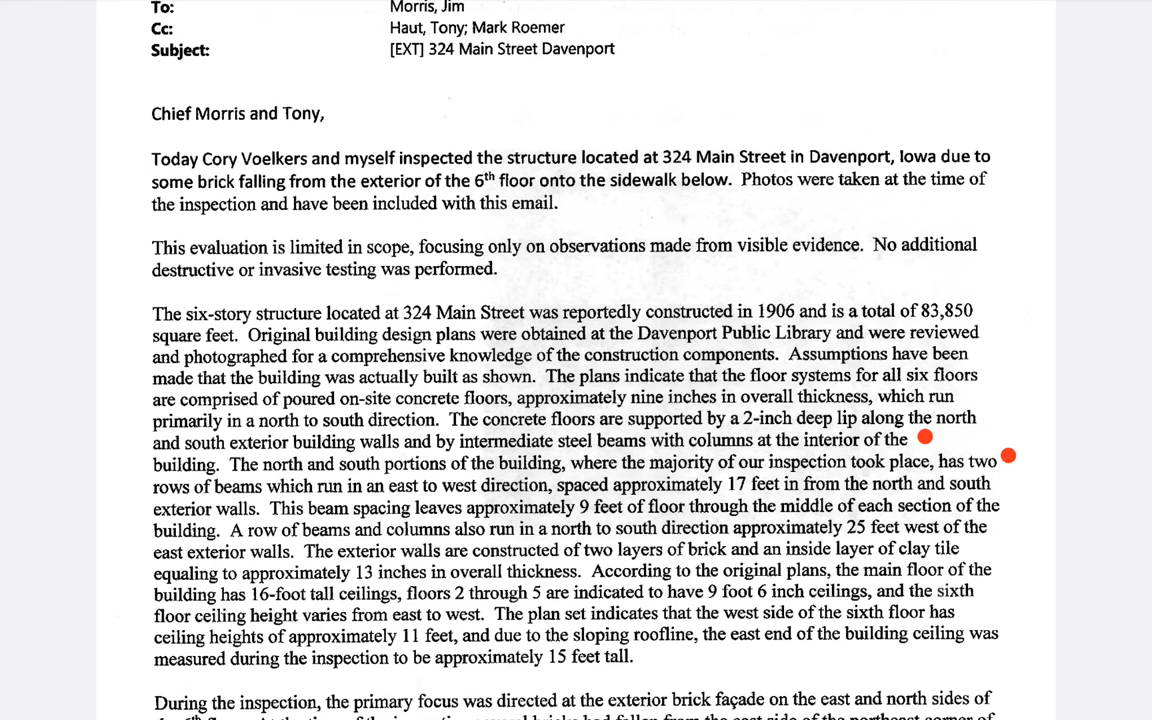 To: Morris, Jim
Cc: Haut, Tony; Mark Roemer
Subject: [EXT] 324 Main Street Davenport
Chief Morris and Tony,
Today Cory Voelkers and myself inspected the structure located at 324 Main Street in Davenport, Iowa due to
some brick falling from the exterior of the 6th floor onto the sidewalk below. Photos were taken at the time of
the inspection and have been included with this email.
This evaluation is limited in scope, focusing only on observations made from visible evidence. No additional
destructive or invasive testing was performed.
The six-story structure located at 324 Main Street was reportedly constructed in 1906 and is a total of 83,850
square feet. Original building design plans were obtained at the Davenport Public Library and were reviewed
and photographed for a comprehensive knowledge of the construction components. Assumptions have been
made that the building was actually built as shown. The plans indicate that the floor systems for all six floors
are comprised of poured on-site concrete floors, approximately nine inches in overall thickness, which run
primarily in a north to south direction. The concrete floors are supported by a 2-inch deep lip along the north
and south exterior building walls and by intermediate steel beams with columns at the interior of the
building. The north and south portions of the building, where the majority of our inspection took place, has two
rows of beams which run in an east to west direction, spaced approximately 17 feet in from the north and south
exterior walls. This beam spacing leaves approximately 9 feet of floor through the middle of each section of the
building. A row of beams and columns also run in a north to south direction approximately 25 feet west of the
east exterior walls. The exterior walls are constructed of two layers of brick and an inside layer of clay tile
equaling to approximately 13 inches in overall thickness. According to the original plans, the main floor of the
building has 16-foot tall ceilings, floors 2 through 5 are indicated to have 9 foot 6 inch ceilings, and the sixth
floor ceiling height varies from east to west. The plan set indicates that the west side of the sixth floor has
ceiling heights of approximately 11 feet, and due to the sloping roofline, the east end of the building ceiling was
measured during the inspection to be approximately 15 feet tall.
During the inspection, the primary focus was directed at the exterior brick façade on the east and north sides of